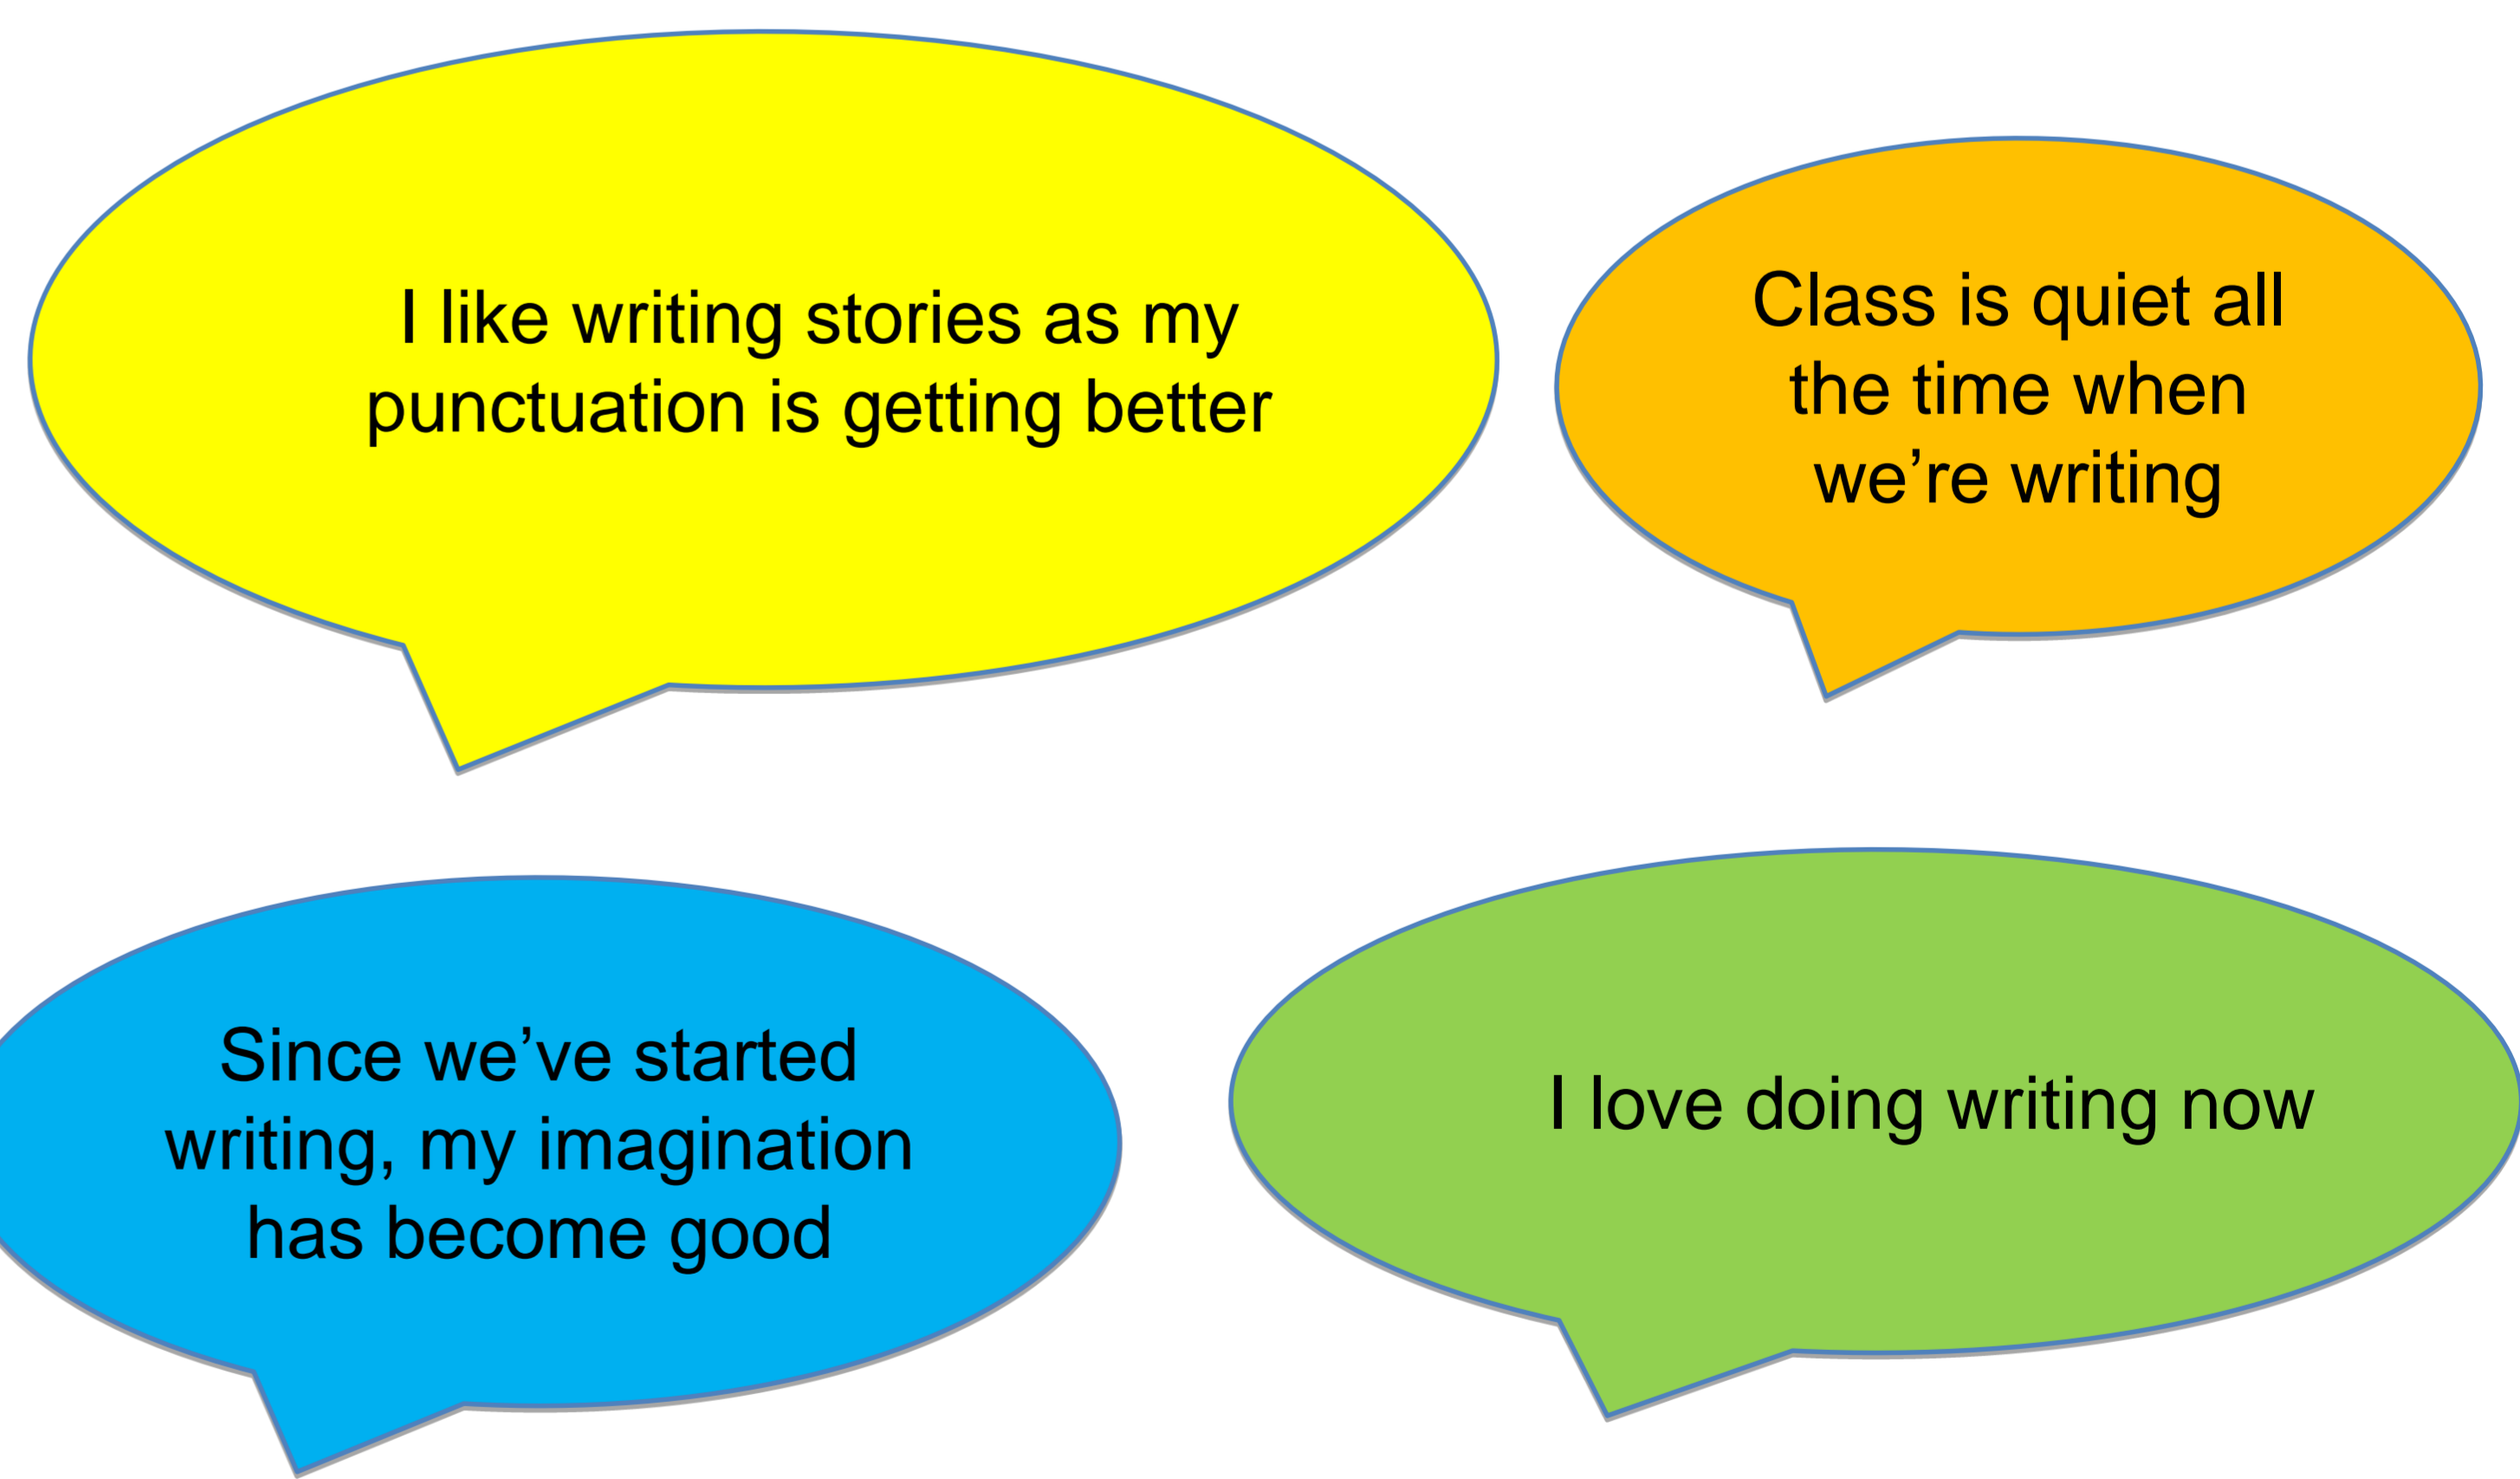 I like writing stories as my
punctuation is getting better
Class is quiet all
the time when
we’re writing
Since we’ve started
writing, my imagination
has become good
I love doing writing now